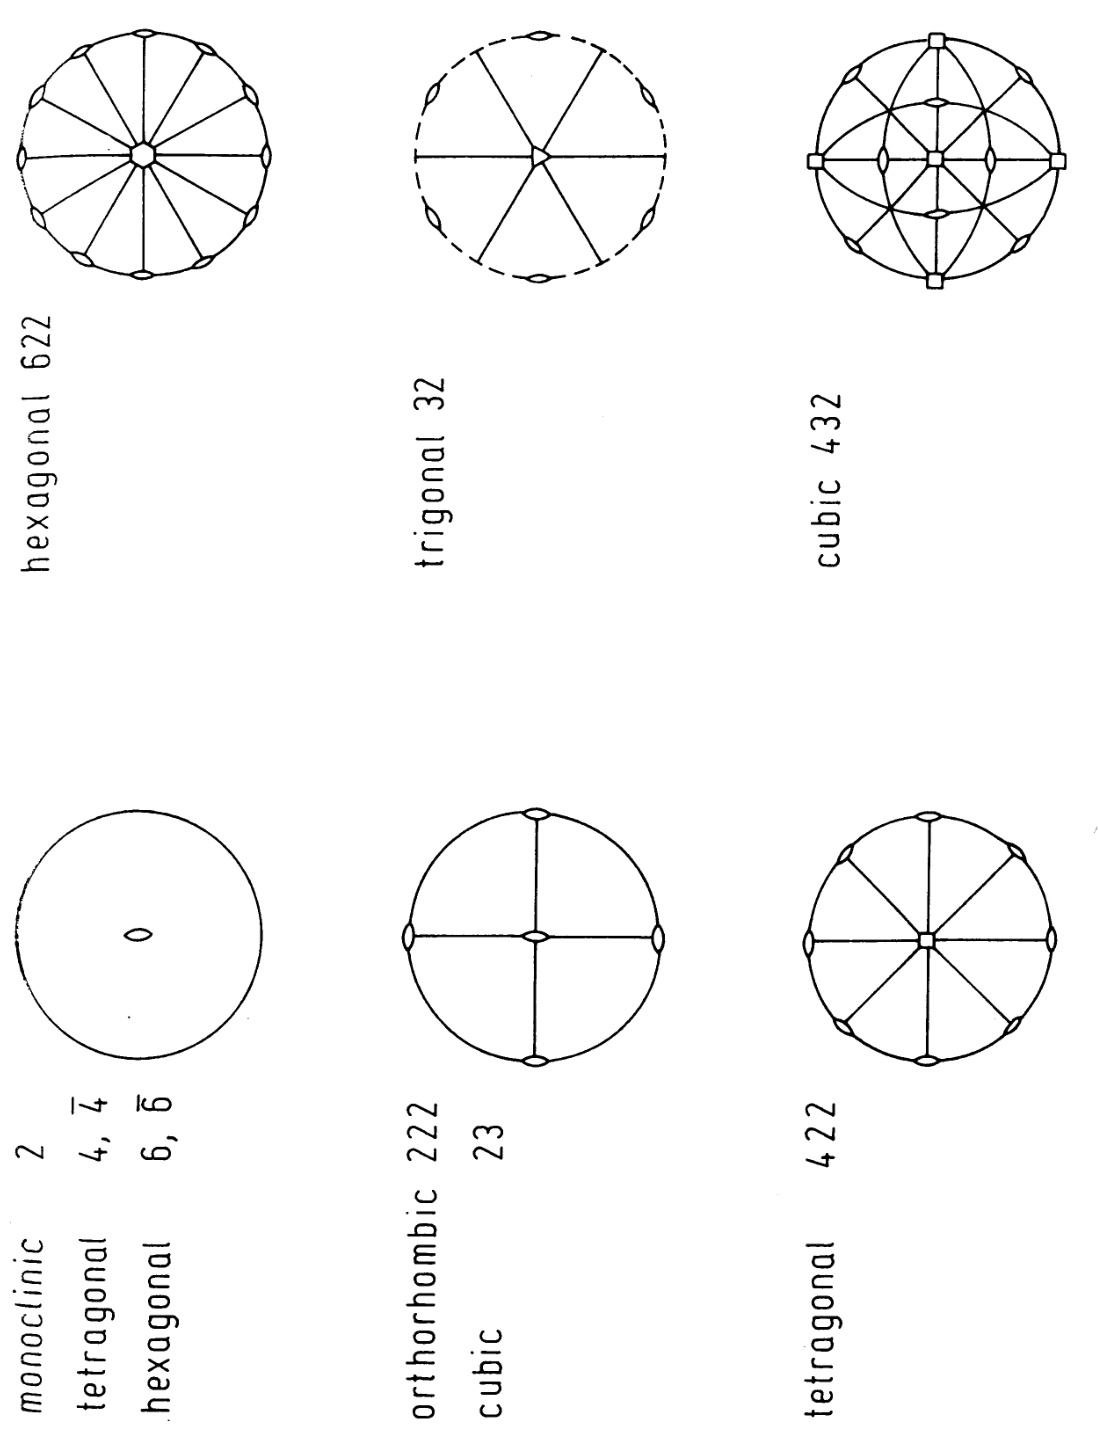 monoclinic 2
tetragonal 4, 4̅
hexagonal 6, 6̅
orthorhombic 222
cubic 23
tetragonal 422
hexagonal 622
trigonal 32
cubic 432